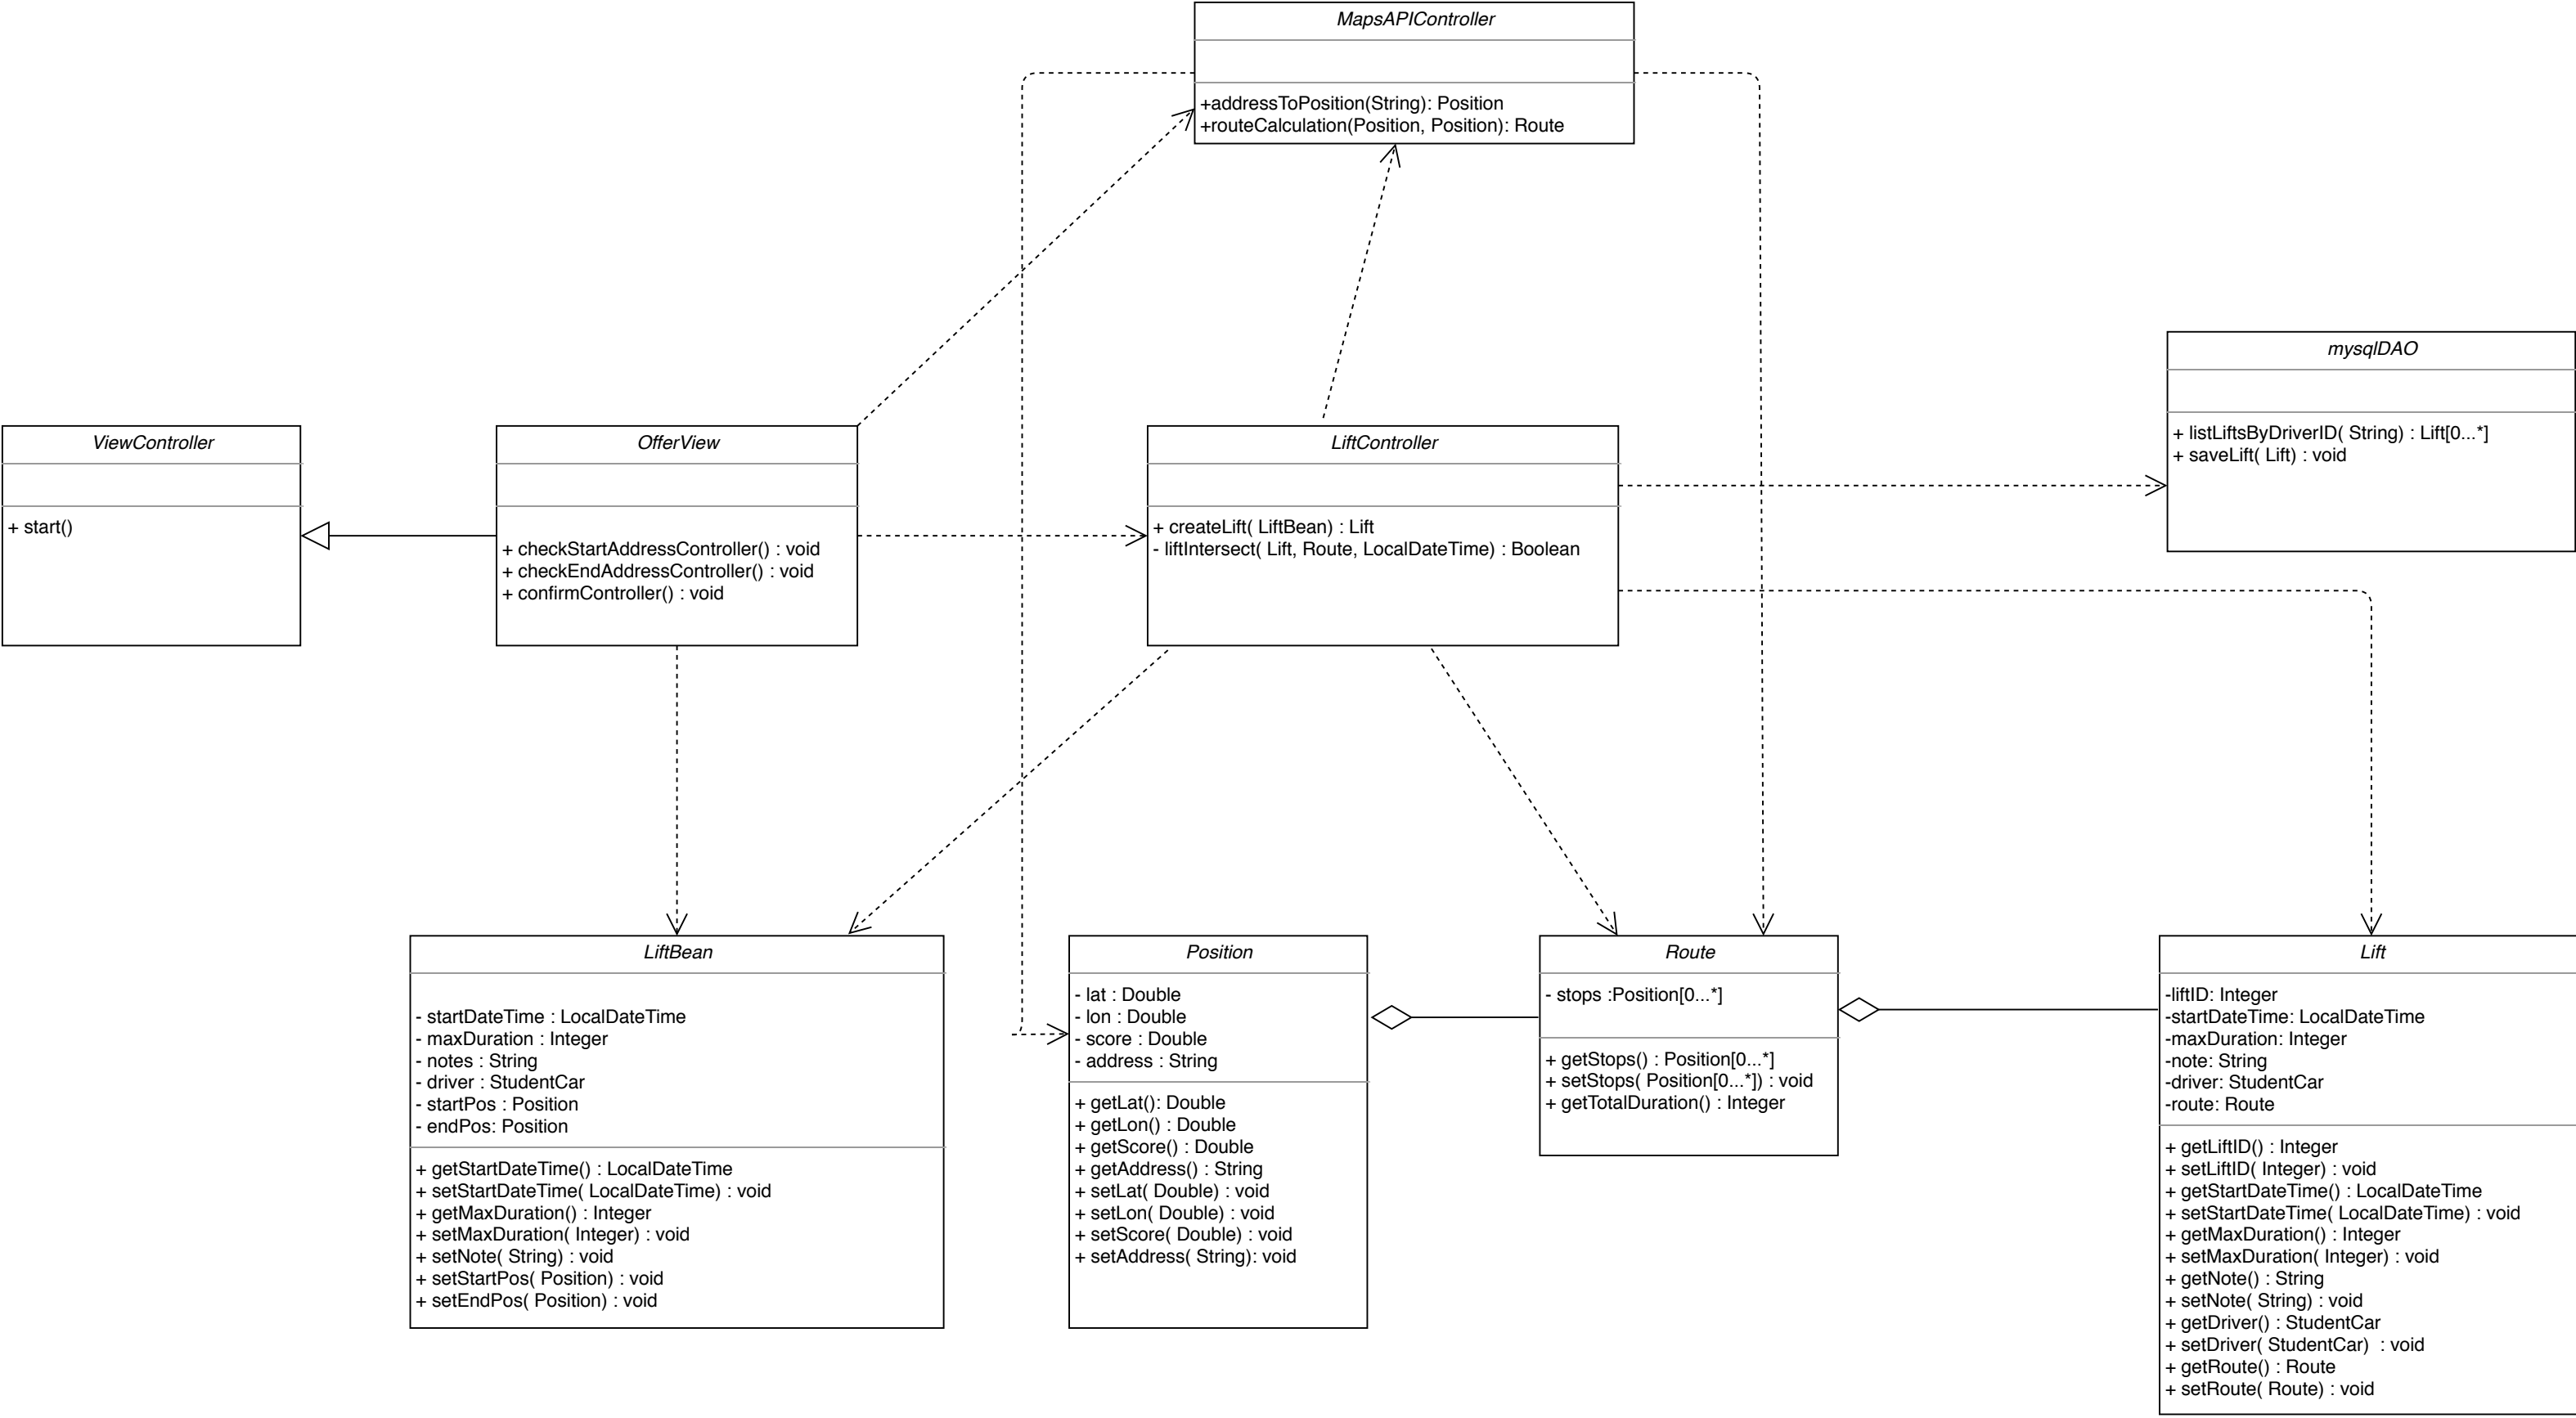 MapsAPIController
+addressToPosition(String): Position
+routeCalculation(Position, Position): Route
mysqlDAO
+ listLiftsByDriverID( String) : Lift[0...*]
+ saveLift( Lift) : void
ViewController
+ start()
OfferView
+ checkStartAddressController() : void
+ checkEndAddressController() : void
+ confirmController() : void
LiftController
+ createLift( LiftBean) : Lift
- liftIntersect( Lift, Route, LocalDateTime) : Boolean
LiftBean
- startDateTime : LocalDateTime
- maxDuration : Integer
- notes : String
- driver : StudentCar
- startPos : Position
- endPos: Position
+ getStartDateTime() : LocalDateTime
+ setStartDateTime( LocalDateTime) : void
+ getMaxDuration() : Integer
+ setMaxDuration( Integer) : void
+ setNote( String) : void
+ setStartPos( Position) : void
+ setEndPos( Position) : void
Position
- lat : Double
- lon : Double
- score : Double
- address : String
+ getLat(): Double
+ getLon() : Double
+ getScore() : Double
+ getAddress() : String
+ setLat( Double) : void
+ setLon( Double) : void
+ setScore( Double) : void
+ setAddress( String): void
Route
- stops :Position[0...*]
+ getStops() : Position[0...*]
+ setStops( Position[0...*]) : void
+ getTotalDuration() : Integer
Lift
-liftID: Integer
-startDateTime: LocalDateTime
-maxDuration: Integer
-note: String
-driver: StudentCar
-route: Route
+ getLiftID() : Integer
+ setLiftID( Integer) : void
+ getStartDateTime() : LocalDateTime
+ setStartDateTime( LocalDateTime) : void
+ getMaxDuration() : Integer
+ setMaxDuration( Integer) : void
+ getNote() : String
+ setNote( String) : void
+ getDriver() : StudentCar
+ setDriver( StudentCar)  : void
+ getRoute() : Route
+ setRoute( Route) : void